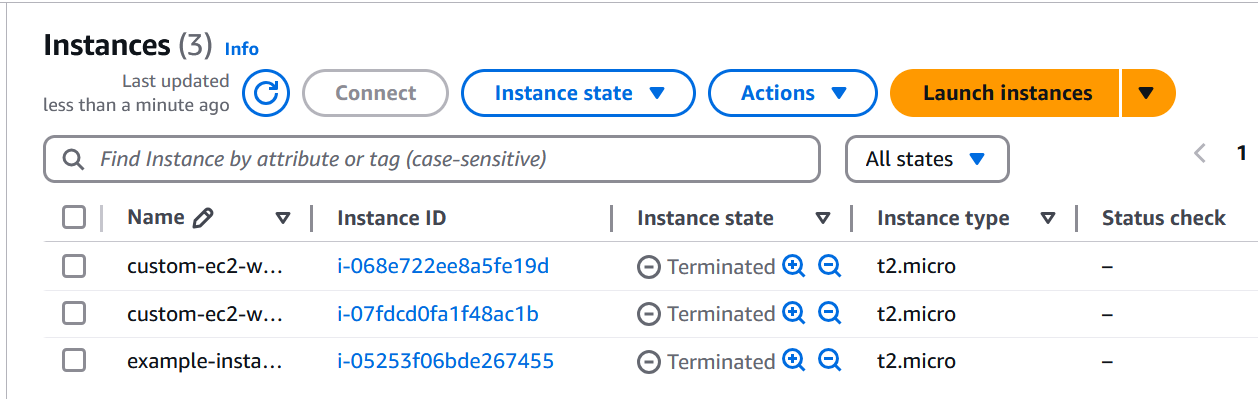 Instances (3) Info
Last updated
less than a minute ago
Connect
Instance state
Actions
Launch instances
Find Instance by attribute or tag (case-sensitive)
All states
1
Name Instance ID Instance state Instance type Status check
custom-ec2-w... i-068e722ee8a5fe19d Terminated t2.micro –
custom-ec2-w... i-07fdcd0fa1f48ac1b Terminated t2.micro –
example-insta... i-05253f06bde267455 Terminated t2.micro –